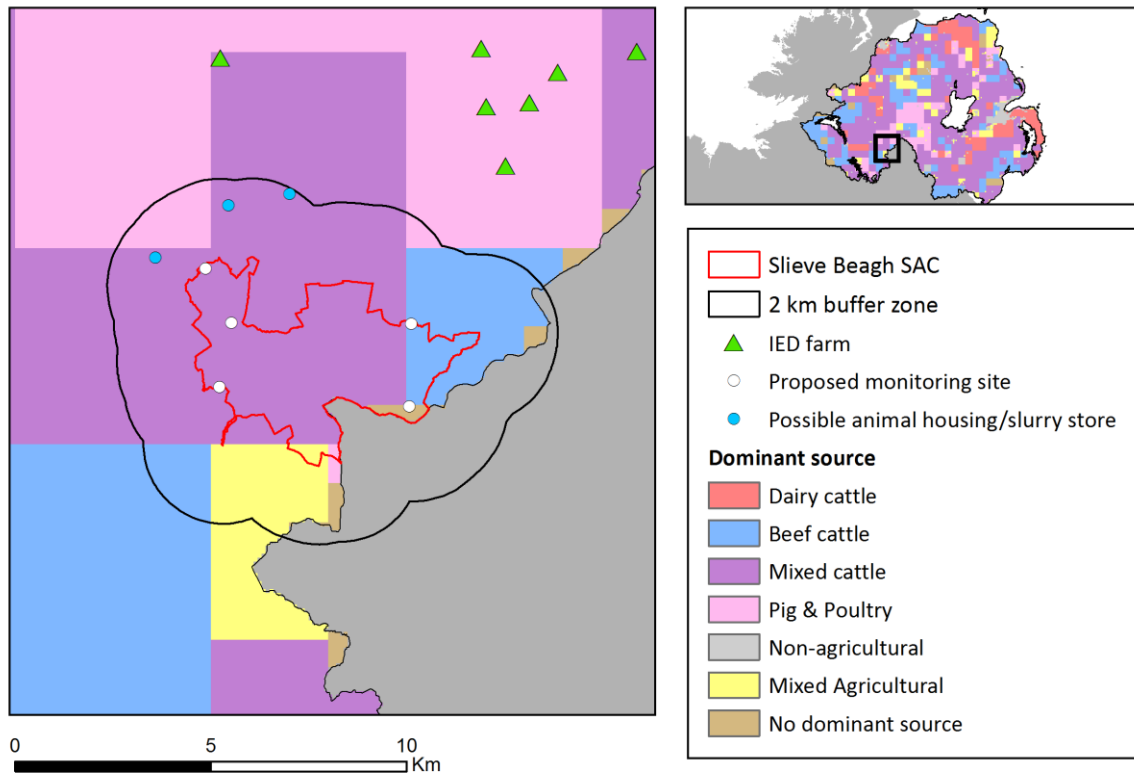 0 5 10
Km
Slieve Beagh SAC
2 km buffer zone
IED farm
Proposed monitoring site
Possible animal housing/slurry store
Dominant source
Dairy cattle
Beef cattle
Mixed cattle
Pig & Poultry
Non-agricultural
Mixed Agricultural
No dominant source